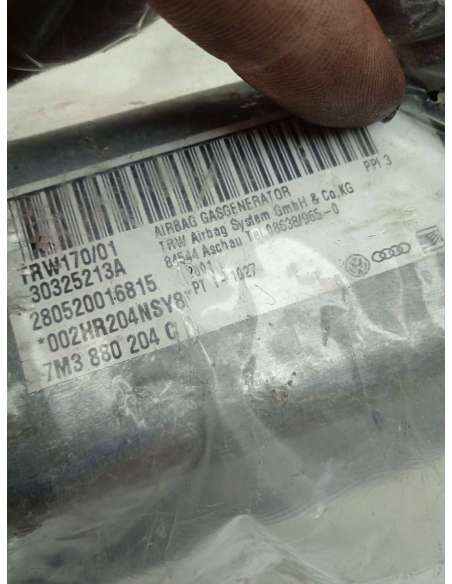 AIRBAG GASGENERATOR
TRW Airbag System GmbH & Co.KG
84544 Aschau Tel.08638/965-0
PPI 3
TRW170/01
30325213A
280520016815
*002HR204NSY8
7M3 880 204 C